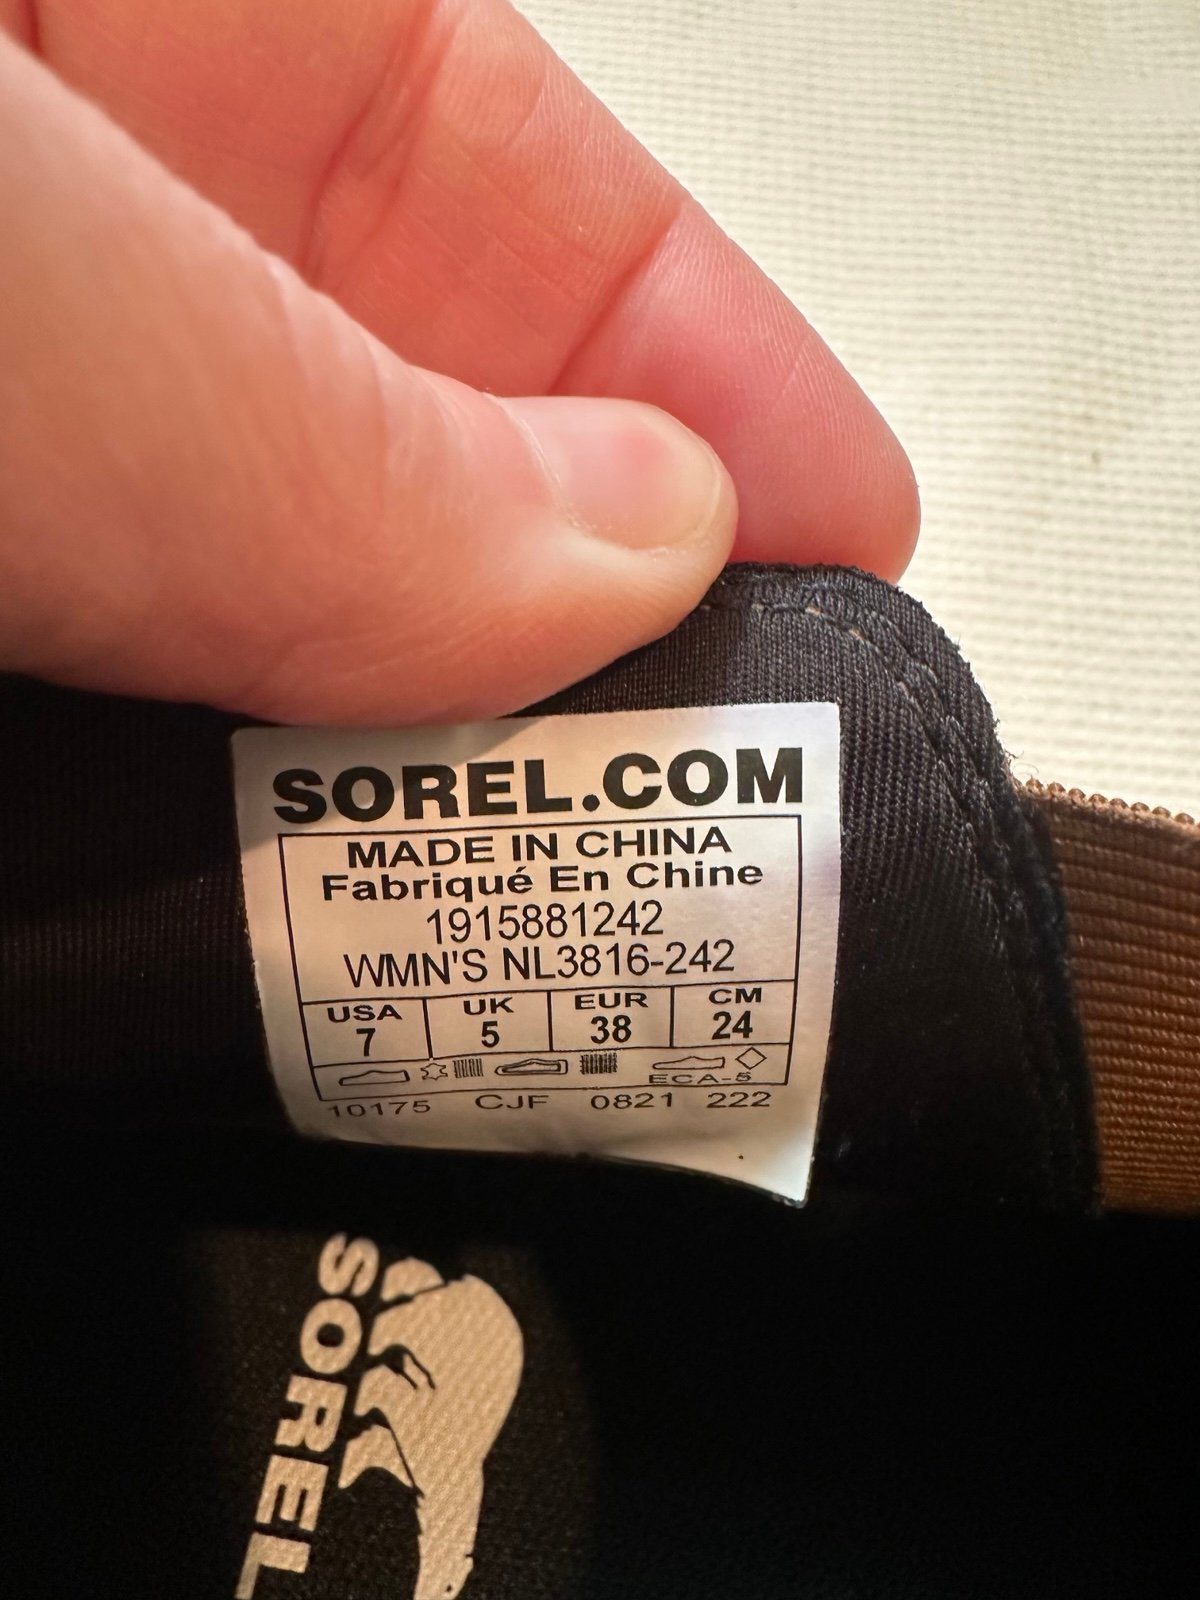 SOREL.COM
MADE IN CHINA
Fabriqué En Chine
1915881242
WMN'S NL3816-242
USA UK EUR CM
7 5 38 24
ECA-5
10175 CJF 0821 222
SOREL